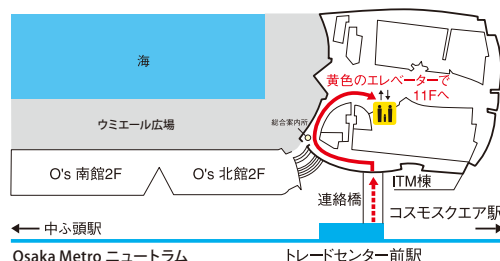 海
黄色のエレベーターで
11Fへ
ウミエール広場
総合案内所
O's 南館2F
O's 北館2F
連絡橋
ITM棟
コスモスクエア駅
中ふ頭駅
Osaka Metro ニュートラム
トレードセンター前駅